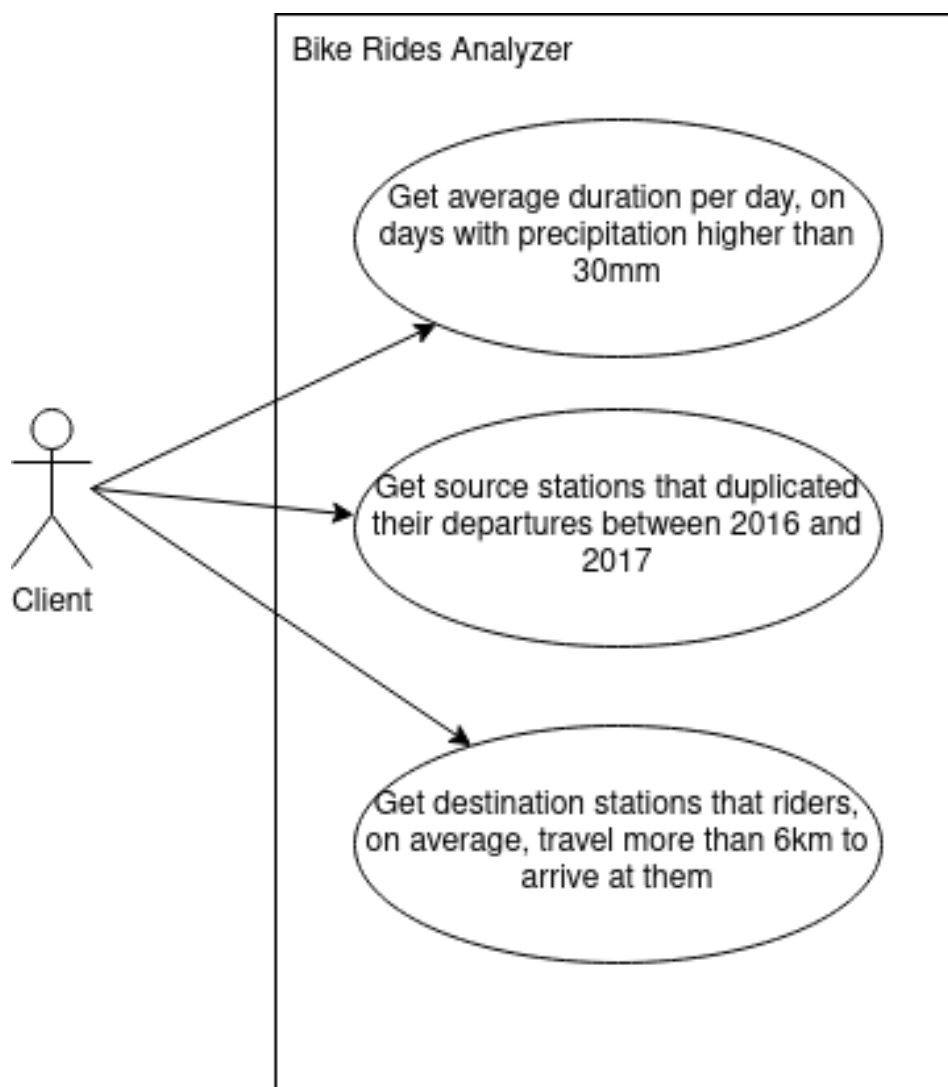 Bike Rides Analyzer
Get average duration per day, on
days with precipitation higher than
30mm
Get source stations that duplicated
their departures between 2016 and
2017
Client
Get destination stations that riders,
on average, travel more than 6km to
arrive at them